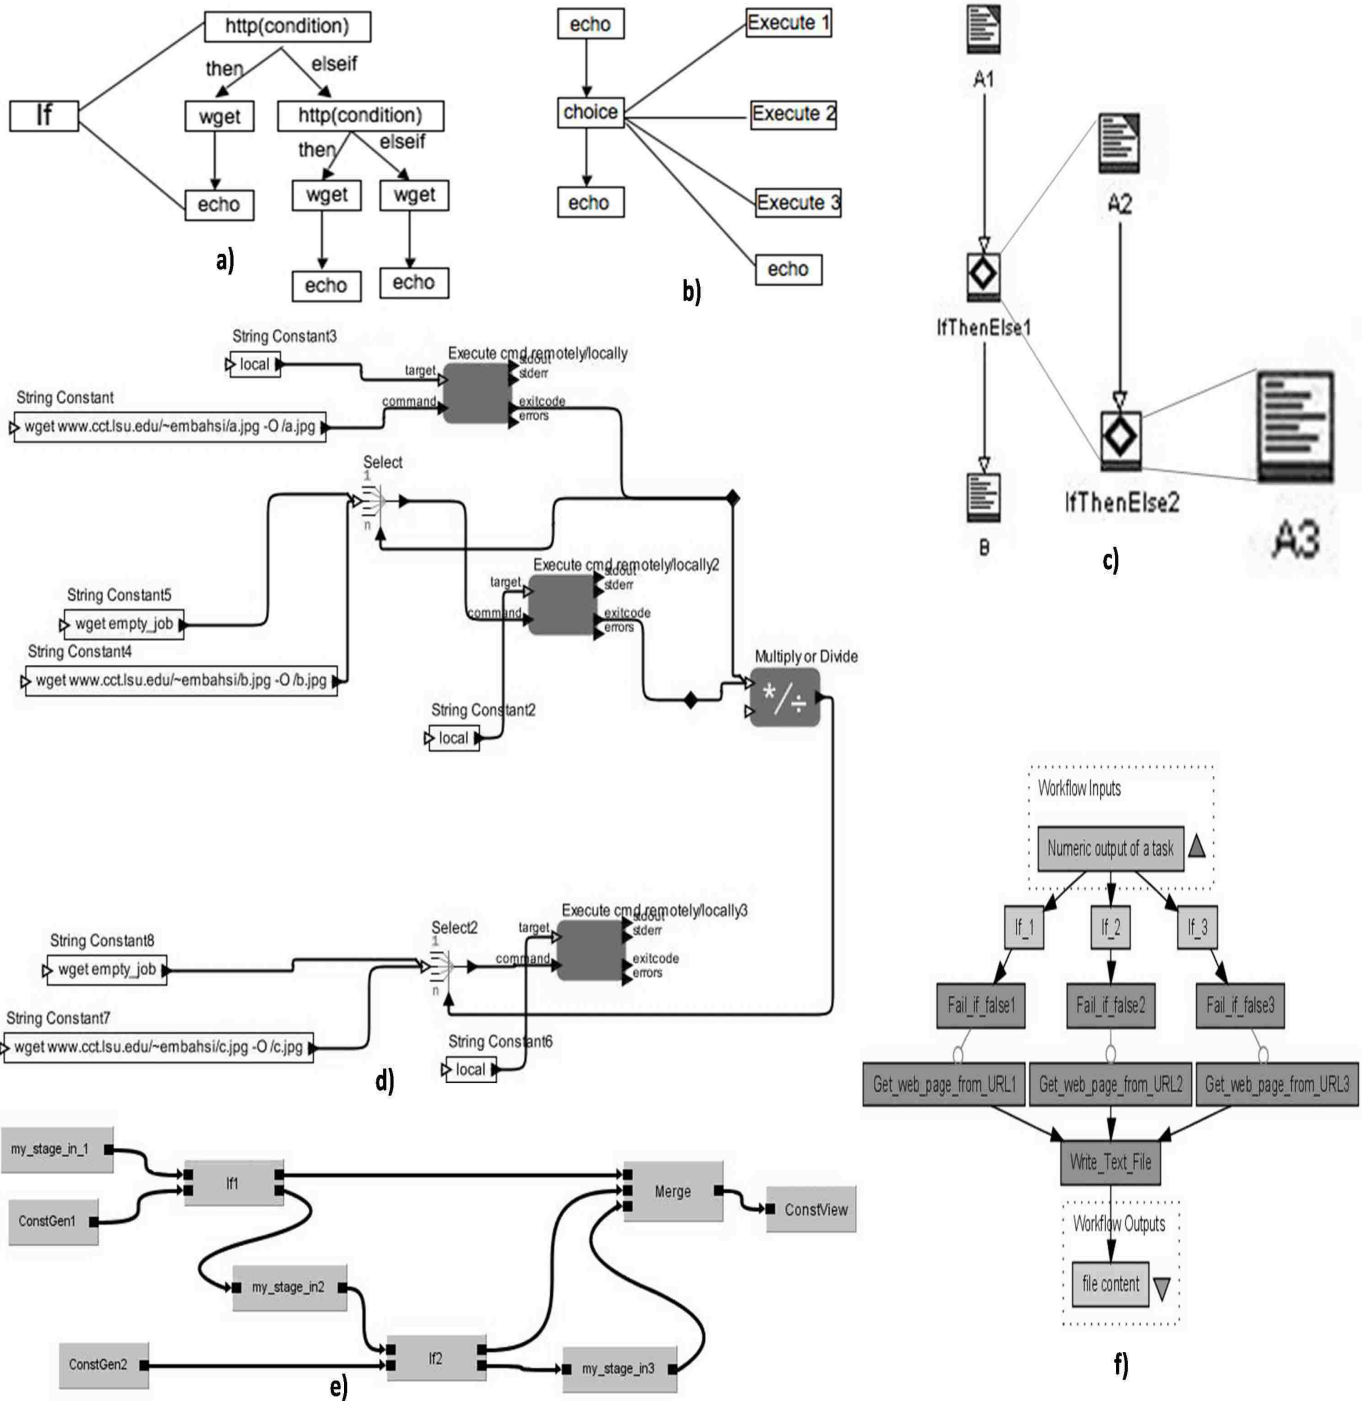 http(condition)
then
elseif
If
wget
http(condition)
then
elseif
echo
wget
wget
echo
echo
a)
echo
Execute 1
choice
Execute 2
echo
Execute 3
echo
b)
A1
A2
IfThenElse1
IfThenElse2
B
A3
c)
String Constant3
local
Execute cmd remotely/locally
target
stdout
stderr
command
exitcode
errors
String Constant
wget www.cct.lsu.edu/~embahsi/a.jpg -O /a.jpg
Select
1
n
Execute cmd remotely/locally2
target
stdout
stderr
command
exitcode
errors
String Constant5
wget empty_job
String Constant4
wget www.cct.lsu.edu/~embahsi/b.jpg -O /b.jpg
String Constant2
local
Multiply or Divide
*/÷
Execute cmd remotely/locally3
target
stdout
stderr
command
exitcode
errors
Select2
1
n
String Constant8
wget empty_job
String Constant7
wget www.cct.lsu.edu/~embahsi/c.jpg -O /c.jpg
String Constant6
local
d)
my_stage_in_1
ConstGen1
If1
Merge
ConstView
my_stage_in2
ConstGen2
If2
my_stage_in3
e)
Workflow Inputs
Numeric output of a task
If_1
If_2
If_3
Fail_if_false1
Fail_if_false2
Fail_if_false3
Get_web_page_from_URL1
Get_web_page_from_URL2
Get_web_page_from_URL3
Write_Text_File
Workflow Outputs
file content
f)